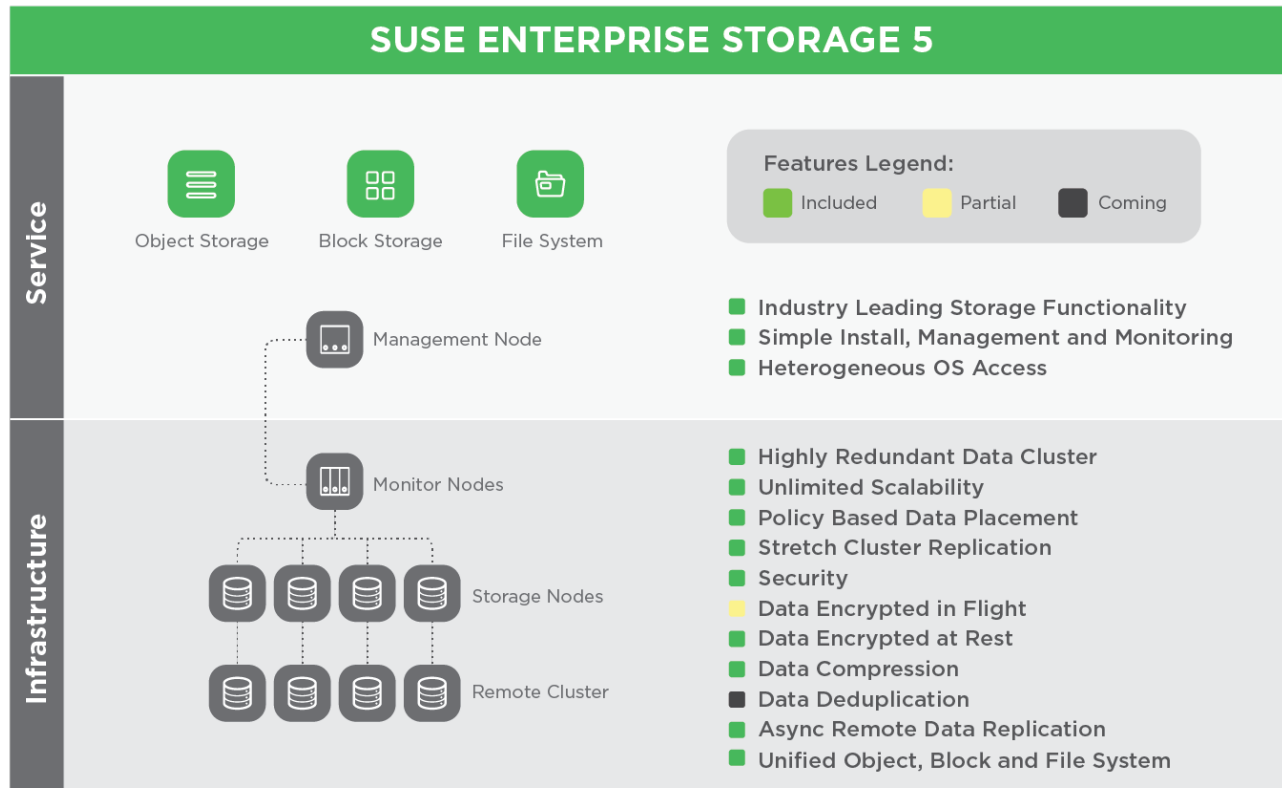 SUSE ENTERPRISE STORAGE 5
Service
Object Storage
Block Storage
File System
Features Legend:
Included
Partial
Coming
Management Node
Industry Leading Storage Functionality
Simple Install, Management and Monitoring
Heterogeneous OS Access
Infrastructure
Monitor Nodes
Storage Nodes
Remote Cluster
Highly Redundant Data Cluster
Unlimited Scalability
Policy Based Data Placement
Stretch Cluster Replication
Security
Data Encrypted in Flight
Data Encrypted at Rest
Data Compression
Data Deduplication
Async Remote Data Replication
Unified Object, Block and File System